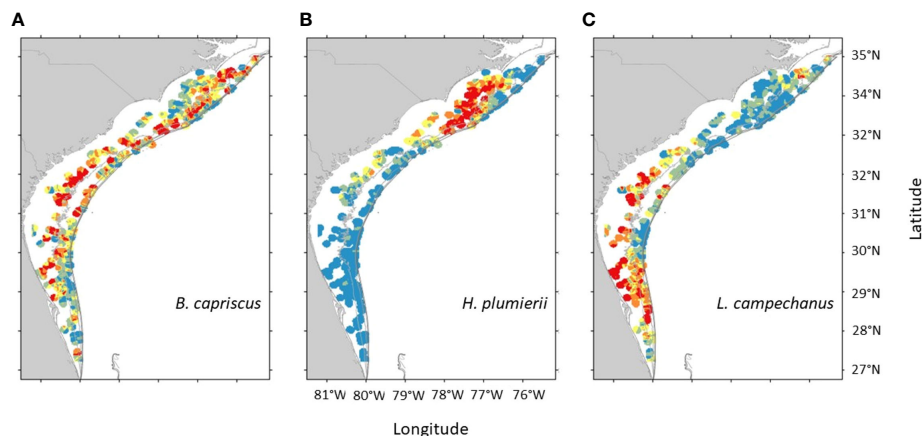 A
B
C
B. capriscus
H. plumierii
L. campechanus
35°N
34°N
32°N
32°N
31°N
30°N
29°N
28°N
27°N
Latitude
81°W 80°W 79°W 78°W 77°W 76°W
Longitude